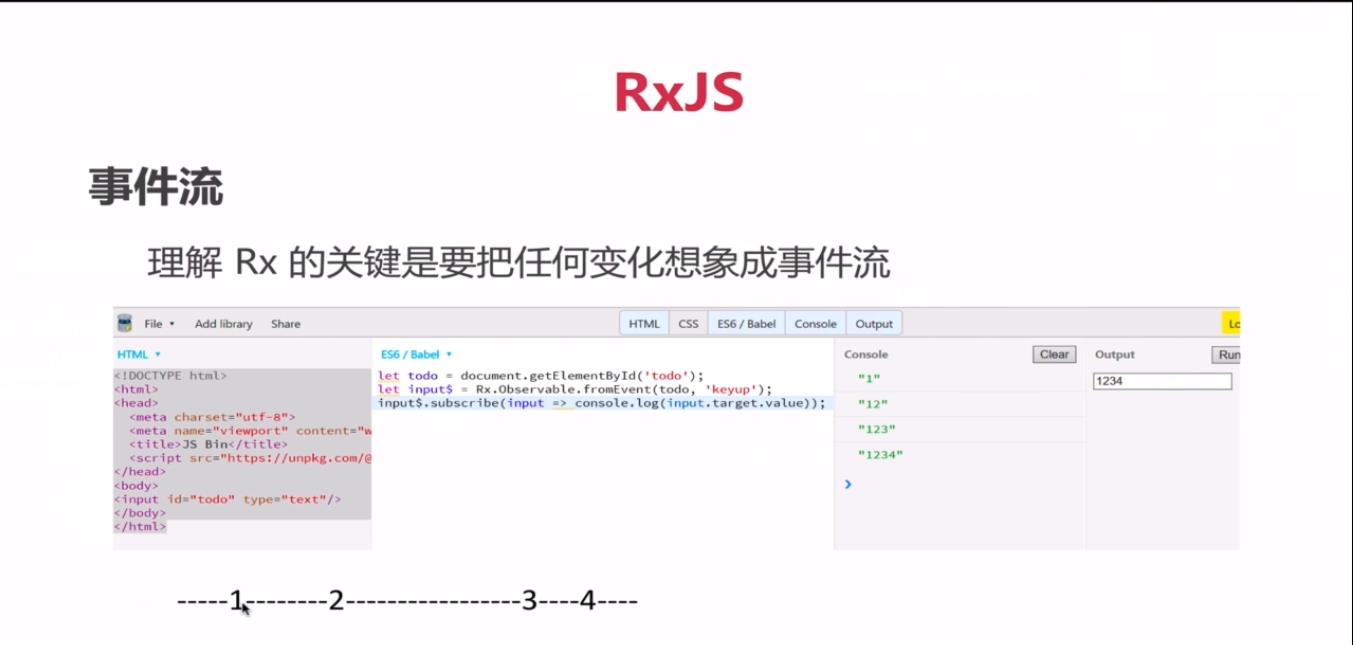 RxJS
事件流
理解 Rx 的关键是要把任何变化想象成事件流
File ▾ Add library Share HTML CSS ES6 / Babel Console Output
HTML ▾
<!DOCTYPE html>
<html>
<head>
<meta charset="utf-8">
<meta name="viewport" content="w
<title>JS Bin</title>
<script src="https://unpkg.com/@
</head>
<body>
<input id="todo" type="text"/>
</body>
</html>
ES6 / Babel ▾
let todo = document.getElementById('todo');
let input$ = Rx.Observable.fromEvent(todo, 'keyup');
input$.subscribe(input => console.log(input.target.value));
Console Clear
"1"
"12"
"123"
"1234"
Output Run
1234
-----1--------2-----------------3----4----